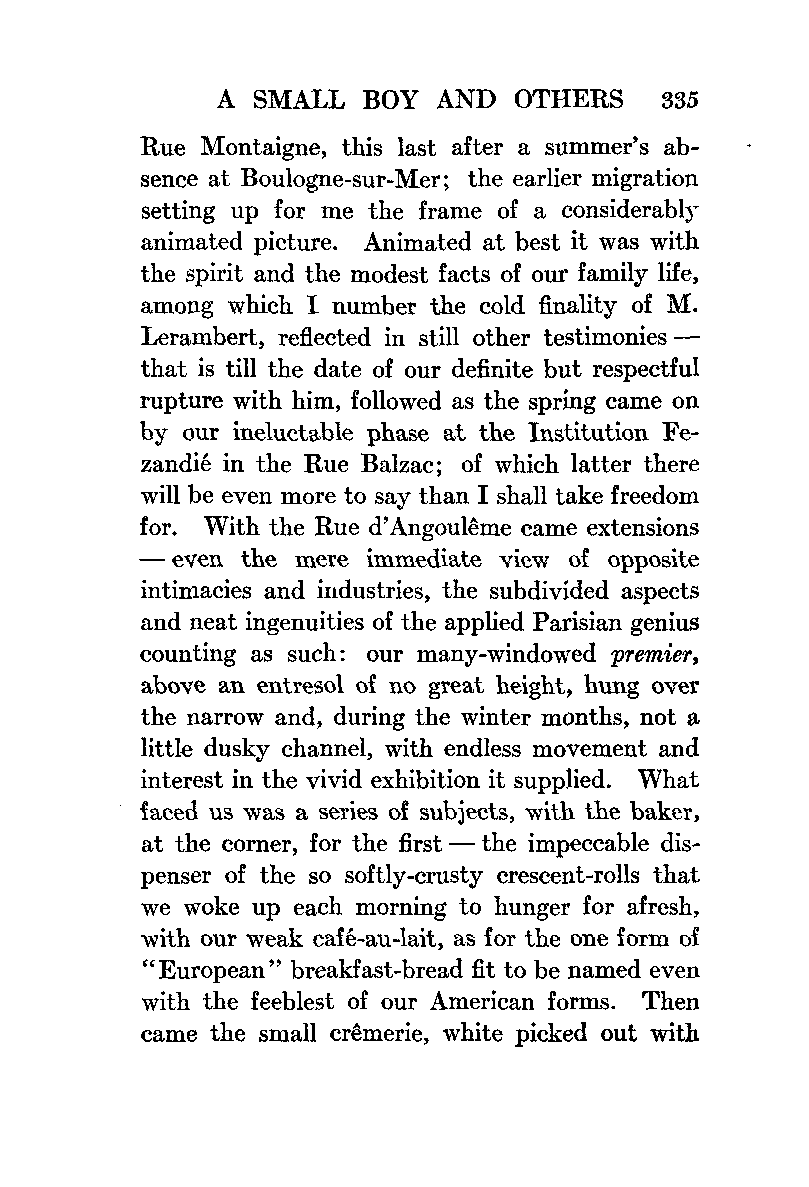 A SMALL BOY AND OTHERS 335
Rue Montaigne, this last after a summer's ab-
sence at Boulogne-sur-Mer; the earlier migration
setting up for me the frame of a considerably
animated picture. Animated at best it was with
the spirit and the modest facts of our family life,
among which I number the cold finality of M.
Lerambert, reflected in still other testimonies —
that is till the date of our definite but respectful
rupture with him, followed as the spring came on
by our ineluctable phase at the Institution Fe-
zandié in the Rue Balzac; of which latter there
will be even more to say than I shall take freedom
for. With the Rue d'Angoulême came extensions
— even the mere immediate view of opposite
intimacies and industries, the subdivided aspects
and neat ingenuities of the applied Parisian genius
counting as such: our many-windowed premier,
above an entresol of no great height, hung over
the narrow and, during the winter months, not a
little dusky channel, with endless movement and
interest in the vivid exhibition it supplied. What
faced us was a series of subjects, with the baker,
at the corner, for the first — the impeccable dis-
penser of the so softly-crusty crescent-rolls that
we woke up each morning to hunger for afresh,
with our weak café-au-lait, as for the one form of
"European" breakfast-bread fit to be named even
with the feeblest of our American forms. Then
came the small crêmerie, white picked out with